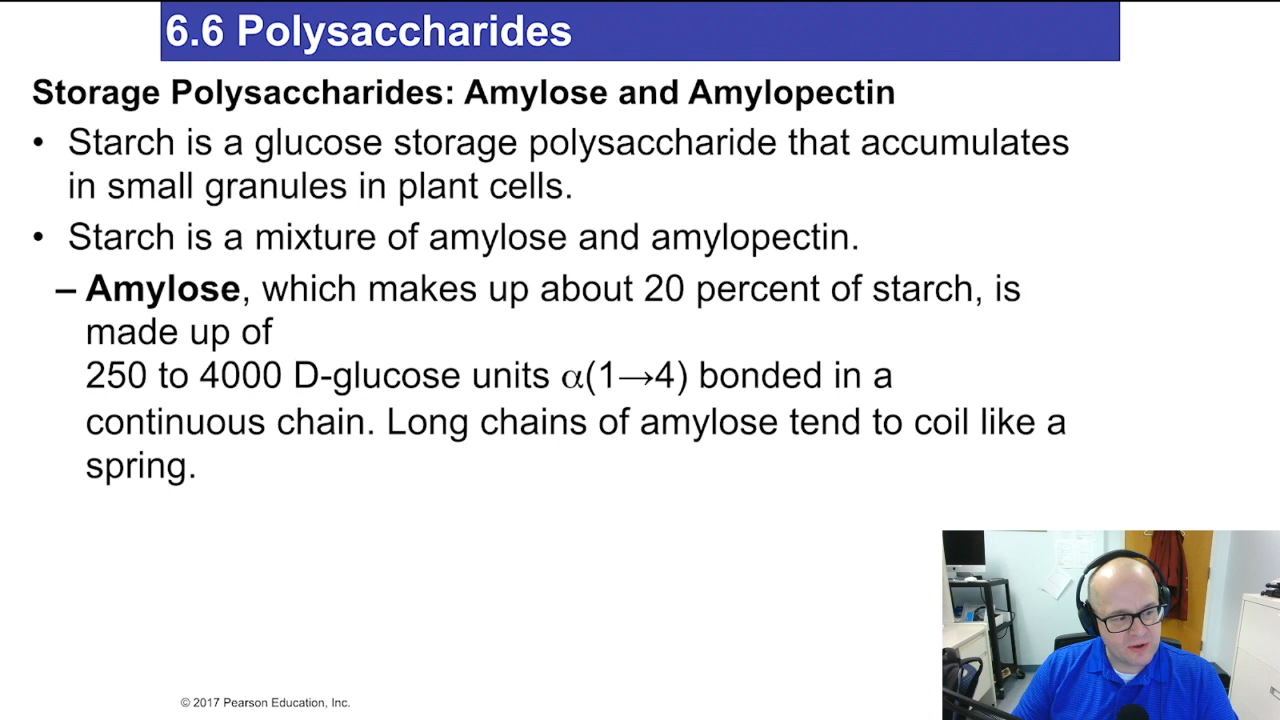 6.6 Polysaccharides
Storage Polysaccharides: Amylose and Amylopectin
• Starch is a glucose storage polysaccharide that accumulates
in small granules in plant cells.
• Starch is a mixture of amylose and amylopectin.
– Amylose, which makes up about 20 percent of starch, is
made up of
250 to 4000 D-glucose units α(1→4) bonded in a
continuous chain. Long chains of amylose tend to coil like a
spring.
© 2017 Pearson Education, Inc.